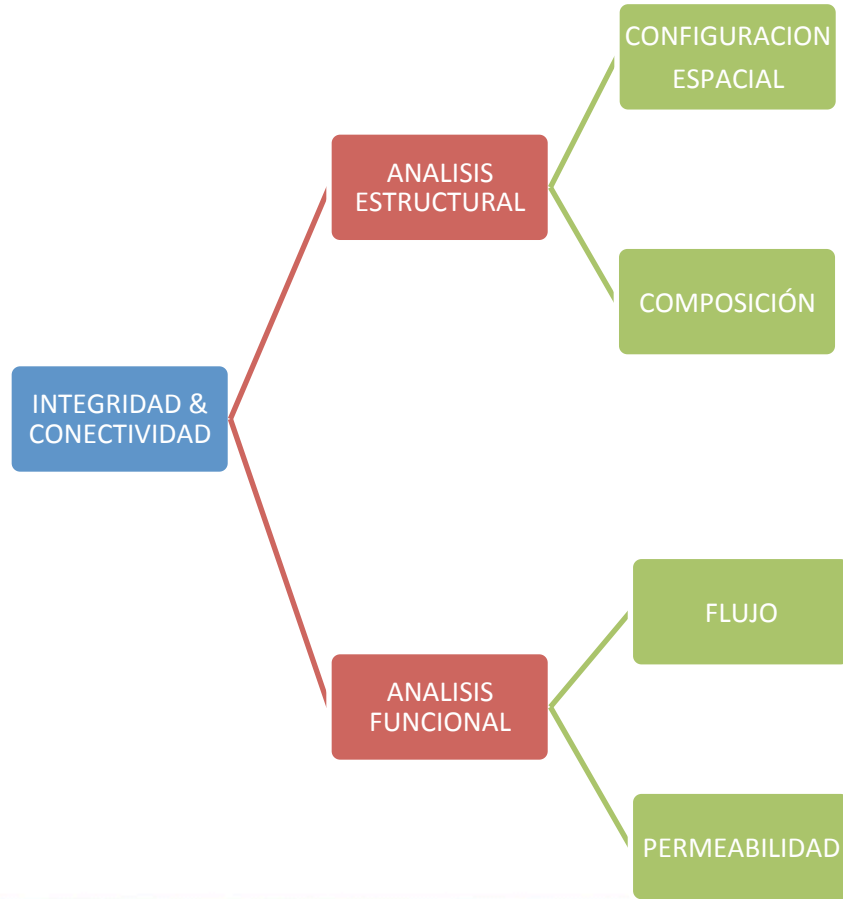 CONFIGURACION
ESPACIAL
ANALISIS
ESTRUCTURAL
COMPOSICIÓN
INTEGRIDAD &
CONECTIVIDAD
FLUJO
ANALISIS
FUNCIONAL
PERMEABILIDAD